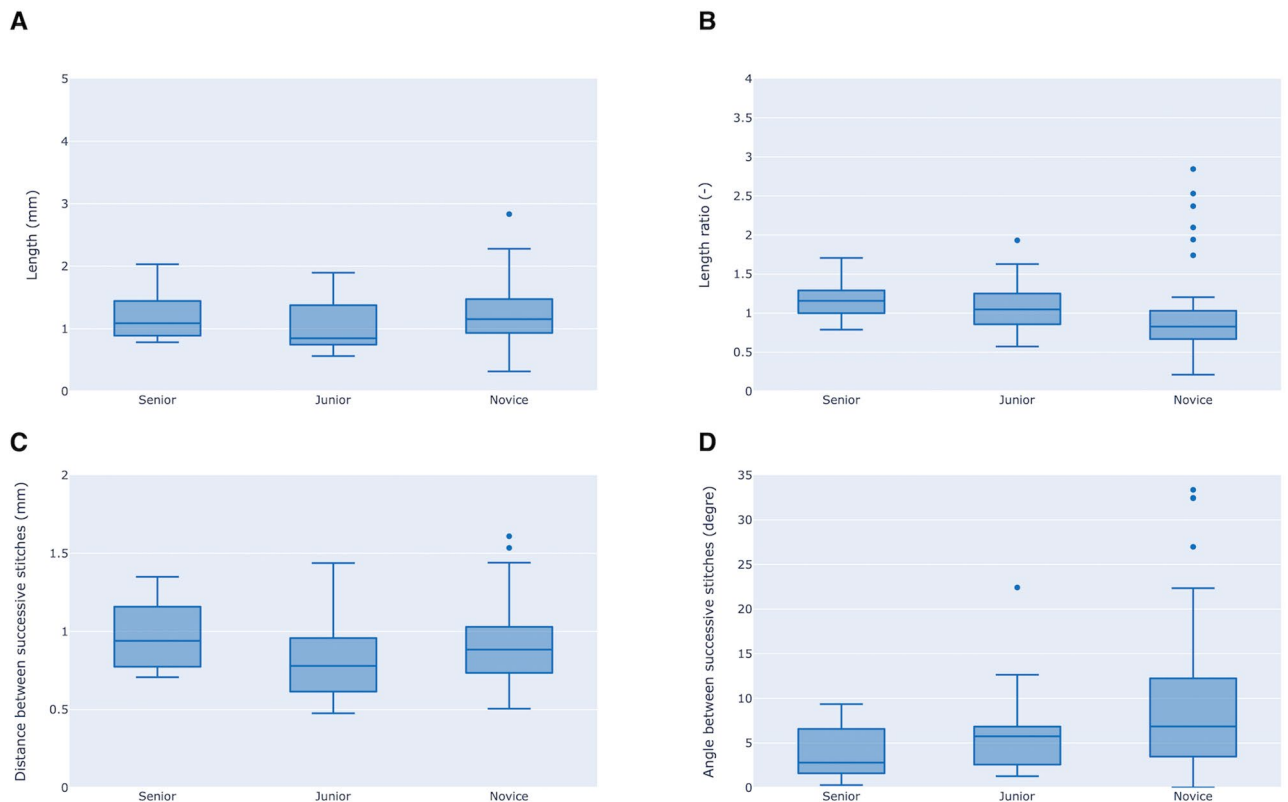 A
Length (mm)
5
4
3
2
1
0
Senior Junior Novice
B
Length ratio (-)
4
3.5
3
2.5
2
1.5
1
0.5
0
Senior Junior Novice
C
Distance between successive stitches (mm)
2
1.5
1
0.5
0
Senior Junior Novice
D
Angle between successive stitches (degre)
35
30
25
20
15
10
5
0
Senior Junior Novice